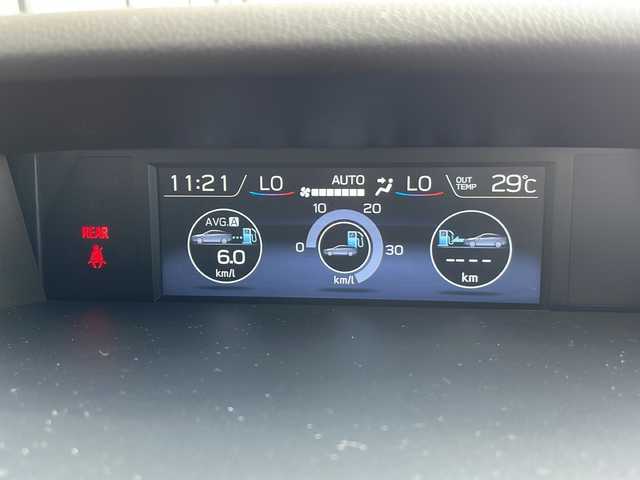 11:21 LO AUTO LO OUT TEMP 29℃
10 20
AVG.A
REAR
0 30
6.0
km/l km/l ---- km